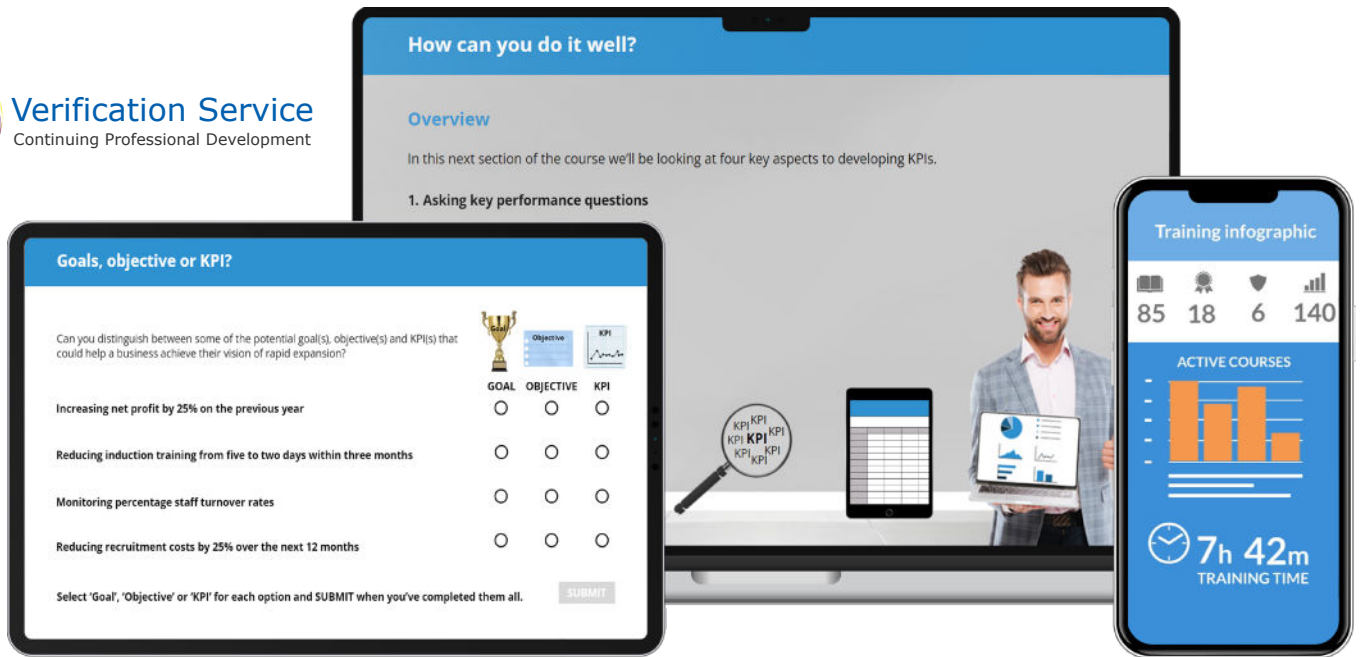 Verification Service
Continuing Professional Development
How can you do it well?
Overview
In this next section of the course we'll be looking at four key aspects to developing KPIs.
1. Asking key performance questions
KPI KPI
KPI KPI KPI
KPI KPI KPI
Goals, objective or KPI?
Can you distinguish between some of the potential goal(s), objective(s) and KPI(s) that
could help a business achieve their vision of rapid expansion?
Goal
Objective
KPI
GOAL OBJECTIVE KPI
Increasing net profit by 25% on the previous year
Reducing induction training from five to two days within three months
Monitoring percentage staff turnover rates
Reducing recruitment costs by 25% over the next 12 months
Select 'Goal', 'Objective' or 'KPI' for each option and SUBMIT when you've completed them all.
SUBMIT
Training infographic
85 18 6 140
ACTIVE COURSES
7h 42m
TRAINING TIME